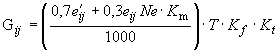 G_ij = ( (0,7e'_ij + 0,3e_ij Ne · K_m) / 1000 ) · T · K_f · K_t